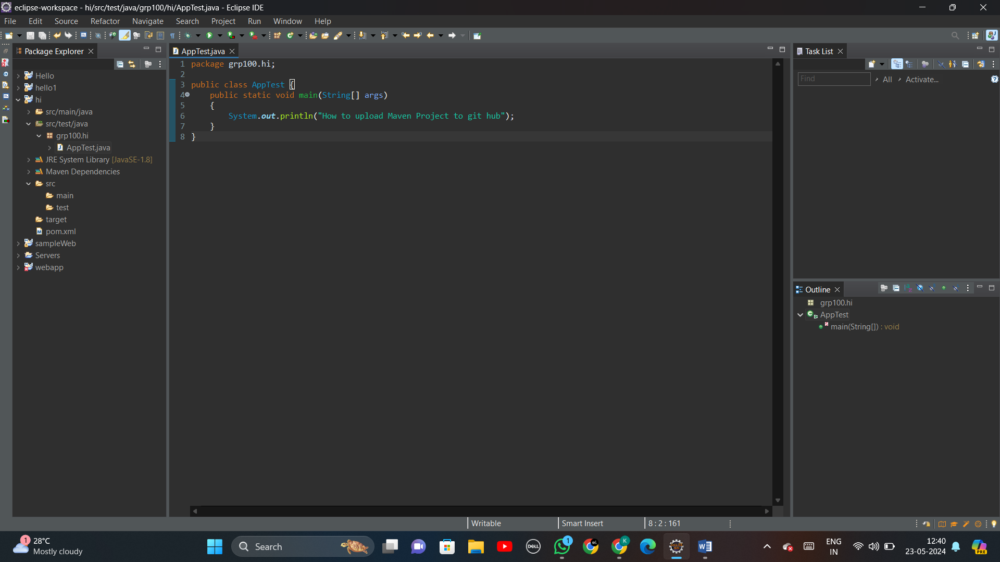 eclipse-workspace - hi/src/test/java/grp100/hi/AppTest.java - Eclipse IDE
File Edit Source Refactor Navigate Search Project Run Window Help
Package Explorer
Hello
hello1
hi
src/main/java
src/test/java
grp100.hi
AppTest.java
JRE System Library [JavaSE-1.8]
Maven Dependencies
src
main
test
target
pom.xml
sampleWeb
Servers
webapp
AppTest.java
1 package grp100.hi;
2
3 public class AppTest {
4 public static void main(String[] args)
5 {
6 System.out.println("How to upload Maven Project to git hub");
7 }
8 }
Task List
Find All Activate...
Outline
grp100.hi
AppTest
main(String[]) : void
Writable Smart Insert 8 : 2 : 161
1 28°C
Mostly cloudy
Search
DELL
1
K
ENG
IN
12:40
23-05-2024
PRE